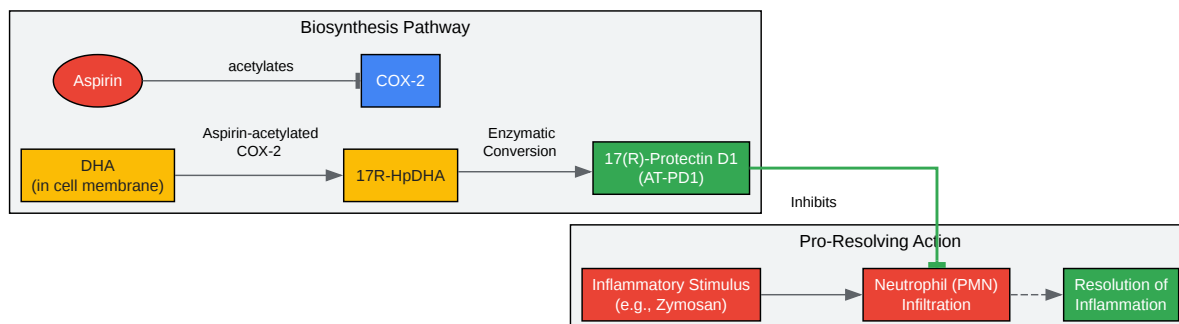 Biosynthesis Pathway
Aspirin
acetylates
COX-2
DHA
(in cell membrane)
Aspirin-acetylated
COX-2
17R-HpDHA
Enzymatic
Conversion
17(R)-Protectin D1
(AT-PD1)
Inhibits
Pro-Resolving Action
Inflammatory Stimulus
(e.g., Zymosan)
Neutrophil (PMN)
Infiltration
Resolution of
Inflammation